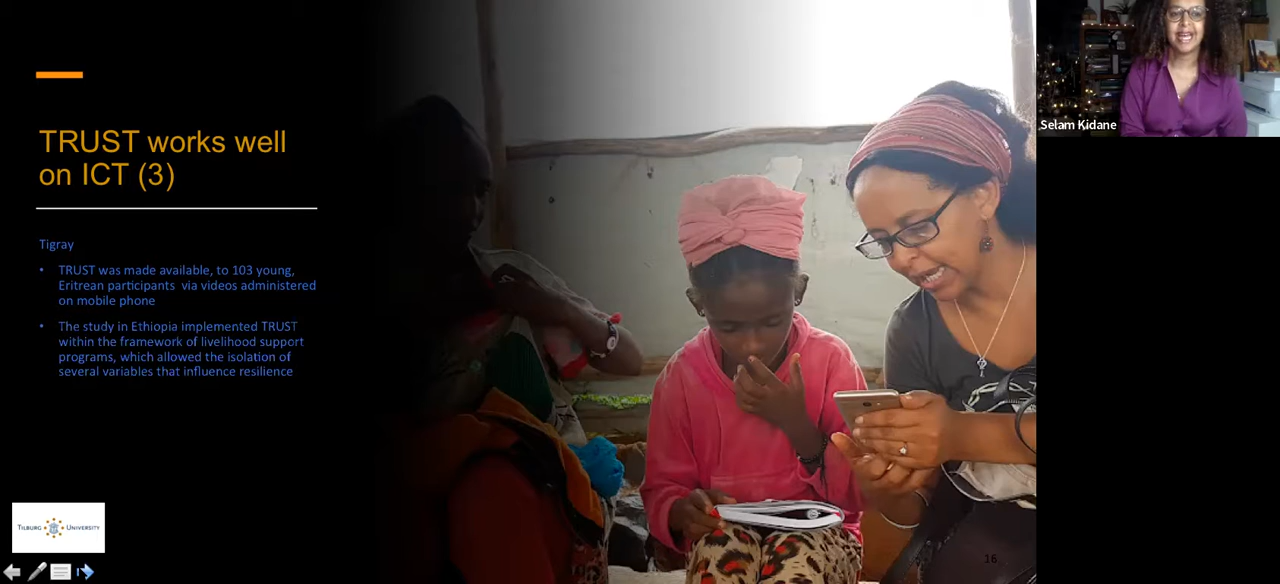 TRUST works well
on ICT (3)
Tigray
• TRUST was made available, to 103 young,
Eritrean participants via videos administered
on mobile phone
• The study in Ethiopia implemented TRUST
within the framework of livelihood support
programs, which allowed the isolation of
several variables that influence resilience
TILBURG UNIVERSITY
16
Selam Kidane